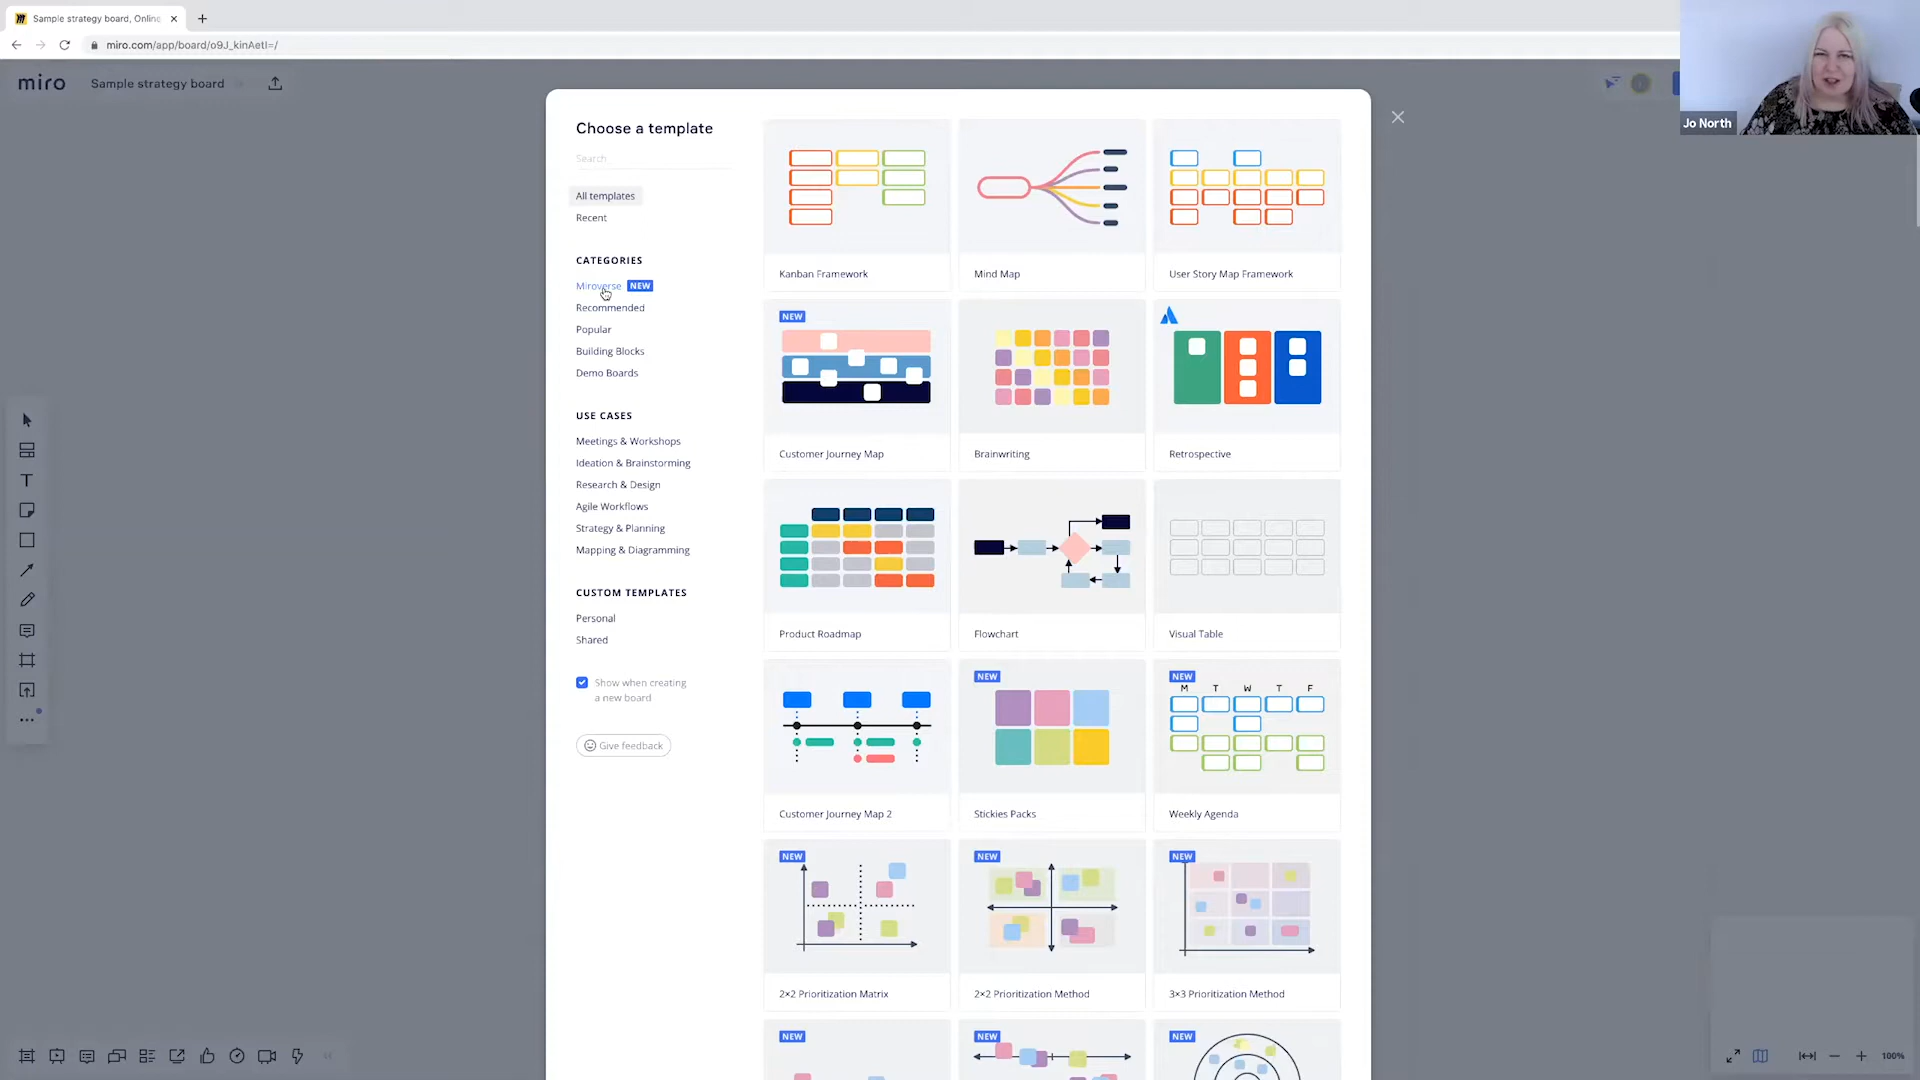 Sample strategy board, Online
miro.com/app/board/o9J_kinAetI=/
miro
Sample strategy board
Jo North
Choose a template
Search
All templates
Recent
CATEGORIES
Miroverse NEW
Recommended
Popular
Building Blocks
Demo Boards
USE CASES
Meetings & Workshops
Ideation & Brainstorming
Research & Design
Agile Workflows
Strategy & Planning
Mapping & Diagramming
CUSTOM TEMPLATES
Personal
Shared
Show when creating
a new board
Give feedback
Kanban Framework
Mind Map
User Story Map Framework
NEW
Customer Journey Map
Brainwriting
Retrospective
Product Roadmap
Flowchart
Visual Table
NEW
NEW
M T W T F
Customer Journey Map 2
Stickies Packs
Weekly Agenda
NEW
NEW
NEW
2×2 Prioritization Matrix
2×2 Prioritization Method
3×3 Prioritization Method
NEW
NEW
NEW
100%